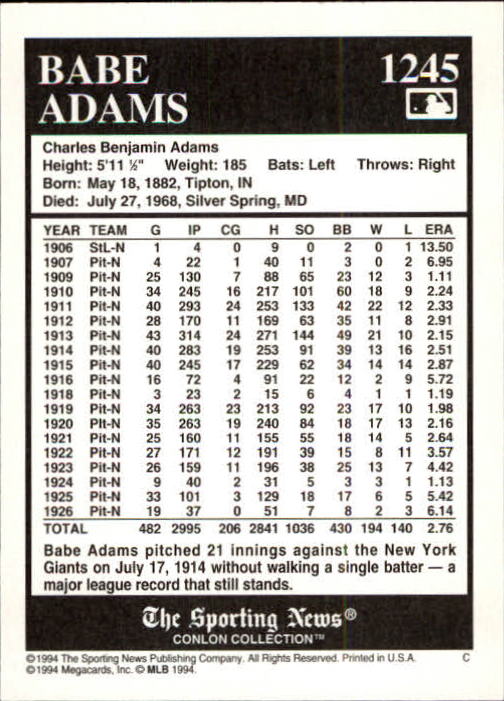 BABE
ADAMS
1245
Charles Benjamin Adams
Height: 5'11 ½" Weight: 185 Bats: Left Throws: Right
Born: May 18, 1882, Tipton, IN
Died: July 27, 1968, Silver Spring, MD
YEAR TEAM G IP CG H SO BB W L ERA
1906 StL-N 1 4 0 9 0 2 0 1 13.50
1907 Pit-N 4 22 1 40 11 3 0 2 6.95
1909 Pit-N 25 130 7 88 65 23 12 3 1.11
1910 Pit-N 34 245 16 217 101 60 18 9 2.24
1911 Pit-N 40 293 24 253 133 42 22 12 2.33
1912 Pit-N 28 170 11 169 63 35 11 8 2.91
1913 Pit-N 43 314 24 271 144 49 21 10 2.15
1914 Pit-N 40 283 19 253 91 39 13 16 2.51
1915 Pit-N 40 245 17 229 62 34 14 14 2.87
1916 Pit-N 16 72 4 91 22 12 2 9 5.72
1918 Pit-N 3 23 2 15 6 4 1 1 1.19
1919 Pit-N 34 263 23 213 92 23 17 10 1.98
1920 Pit-N 35 263 19 240 84 18 17 13 2.16
1921 Pit-N 25 160 11 155 55 18 14 5 2.64
1922 Pit-N 27 171 12 191 39 15 8 11 3.57
1923 Pit-N 26 159 11 196 38 25 13 7 4.42
1924 Pit-N 9 40 2 31 5 3 3 1 1.13
1925 Pit-N 33 101 3 129 18 17 6 5 5.42
1926 Pit-N 19 37 0 51 7 8 2 3 6.14
TOTAL 482 2995 206 2841 1036 430 194 140 2.76
Babe Adams pitched 21 innings against the New York
Giants on July 17, 1914 without walking a single batter — a
major league record that still stands.
The Sporting News®
CONLON COLLECTION™
©1994 The Sporting News Publishing Company. All Rights Reserved. Printed in U.S.A. C
©1994 Megacards, Inc. © MLB 1994.